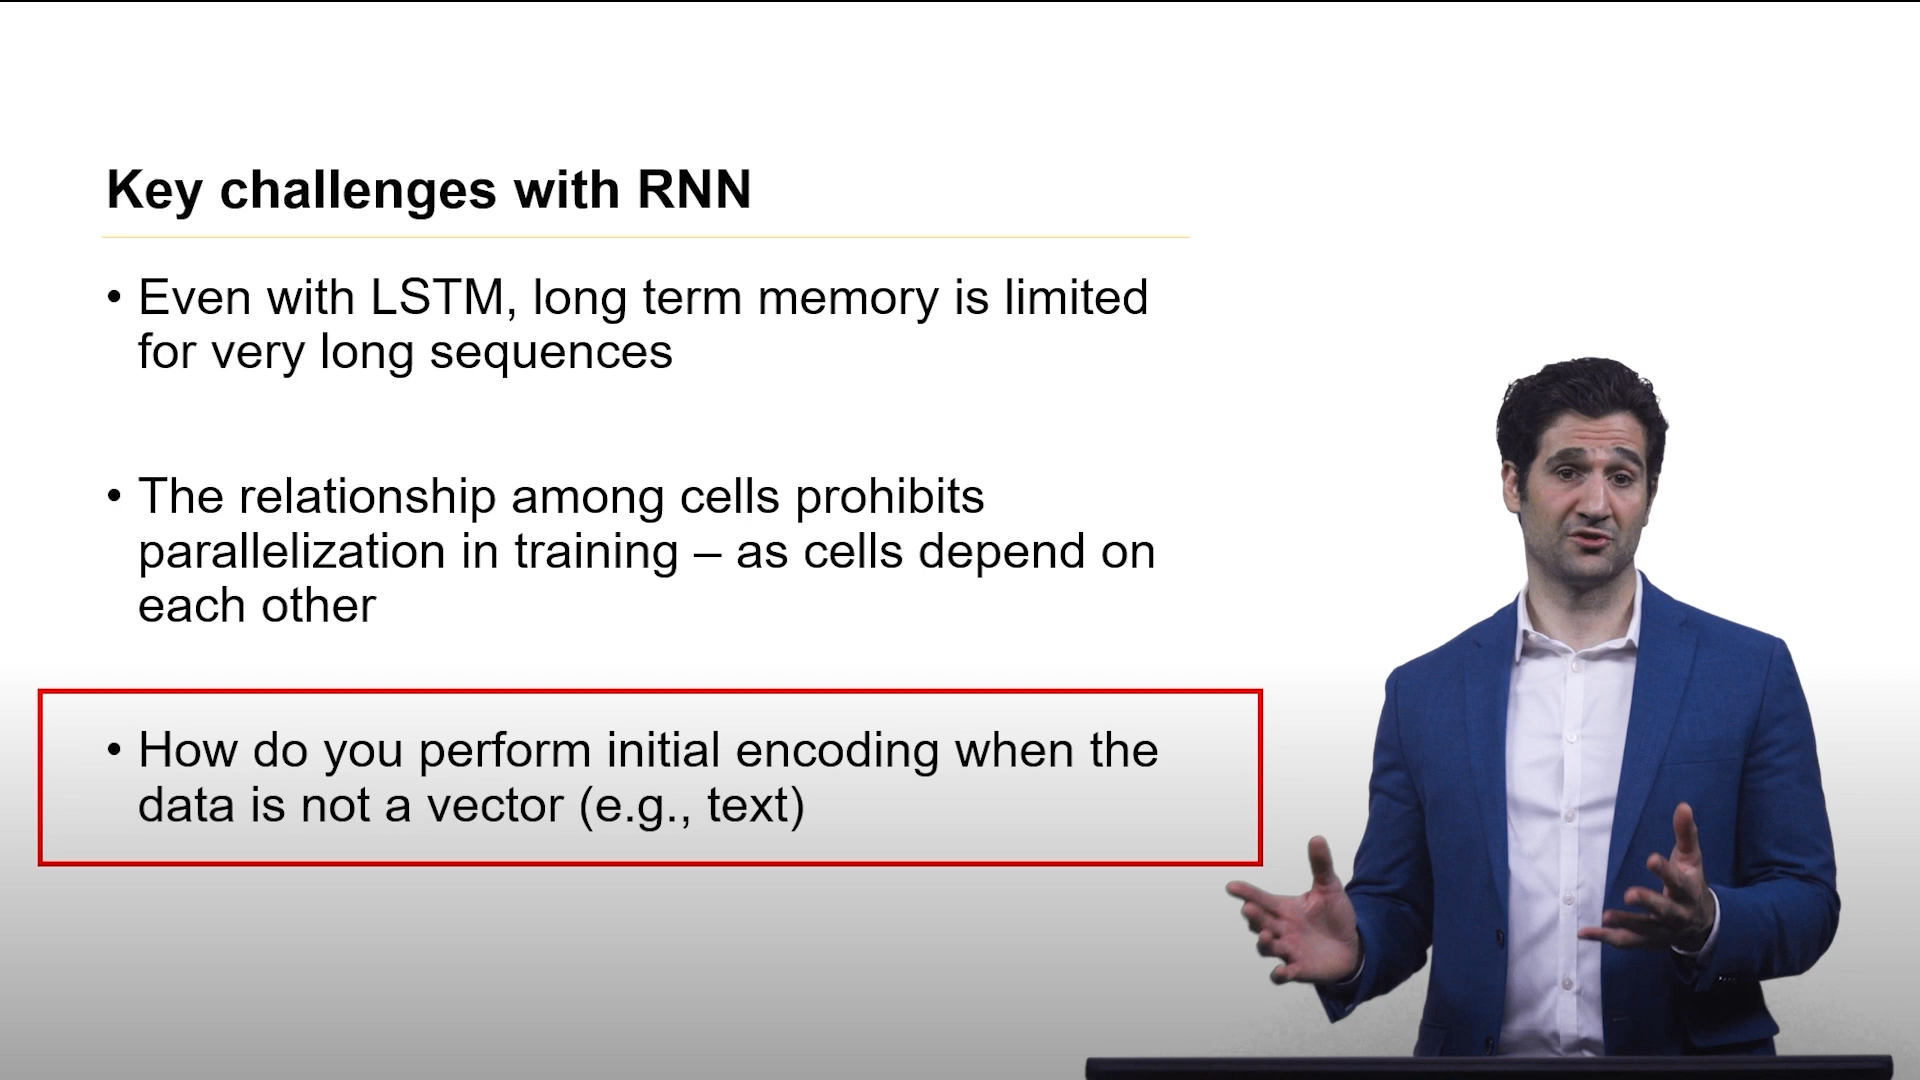 Key challenges with RNN
• Even with LSTM, long term memory is limited
for very long sequences
• The relationship among cells prohibits
parallelization in training – as cells depend on
each other
• How do you perform initial encoding when the
data is not a vector (e.g., text)